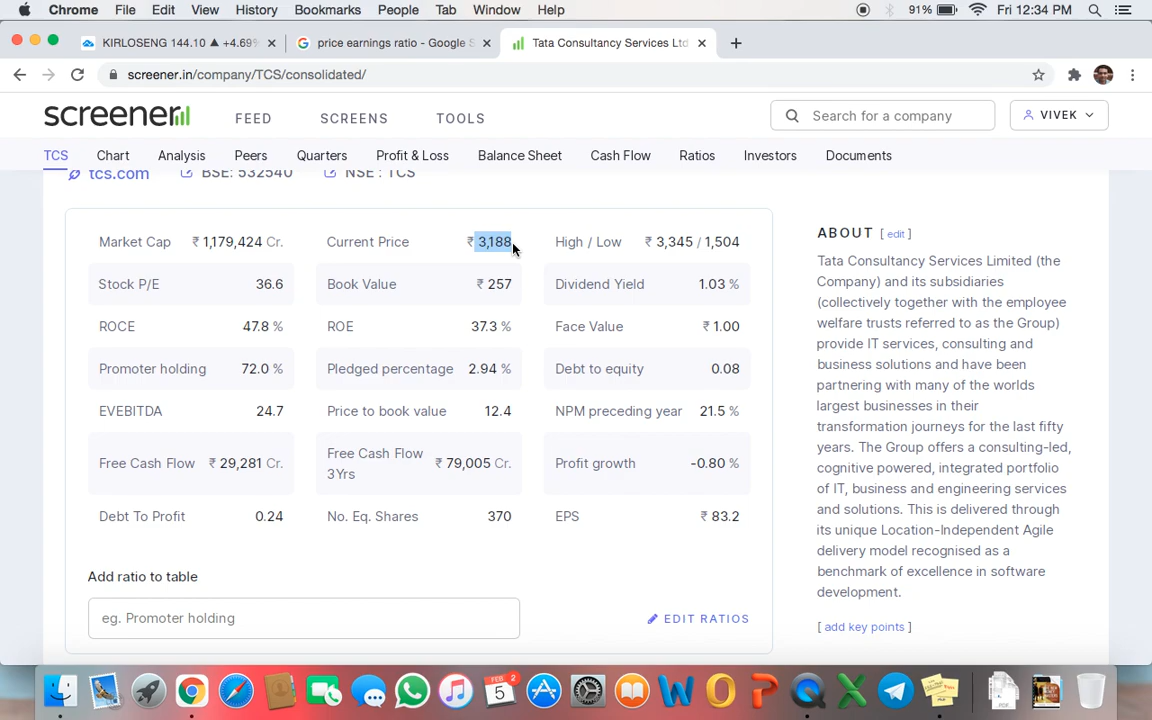 Chrome File Edit View History Bookmarks People Tab Window Help 91% Fri 12:34 PM
KIRLOSENG 144.10 ▲ +4.69% price earnings ratio - Google S Tata Consultancy Services Ltd
screener.in/company/TCS/consolidated/
screener FEED SCREENS TOOLS Search for a company VIVEK
TCS Chart Analysis Peers Quarters Profit & Loss Balance Sheet Cash Flow Ratios Investors Documents
tcs.com BSE: 532540 NSE : TCS
Market Cap ₹ 1,179,424 Cr. Current Price ₹ 3,188 High / Low ₹ 3,345 / 1,504
Stock P/E 36.6 Book Value ₹ 257 Dividend Yield 1.03 %
ROCE 47.8 % ROE 37.3 % Face Value ₹ 1.00
Promoter holding 72.0 % Pledged percentage 2.94 % Debt to equity 0.08
EVEBITDA 24.7 Price to book value 12.4 NPM preceding year 21.5 %
Free Cash Flow ₹ 29,281 Cr. Free Cash Flow 3Yrs ₹ 79,005 Cr. Profit growth -0.80 %
Debt To Profit 0.24 No. Eq. Shares 370 EPS ₹ 83.2
Add ratio to table
eg. Promoter holding EDIT RATIOS
ABOUT [ edit ]
Tata Consultancy Services Limited (the
Company) and its subsidiaries
(collectively together with the employee
welfare trusts referred to as the Group)
provide IT services, consulting and
business solutions and have been
partnering with many of the worlds
largest businesses in their
transformation journeys for the last fifty
years. The Group offers a consulting-led,
cognitive powered, integrated portfolio
of IT, business and engineering services
and solutions. This is delivered through
its unique Location-Independent Agile
delivery model recognised as a
benchmark of excellence in software
development.
[ add key points ]
FEB 2
5